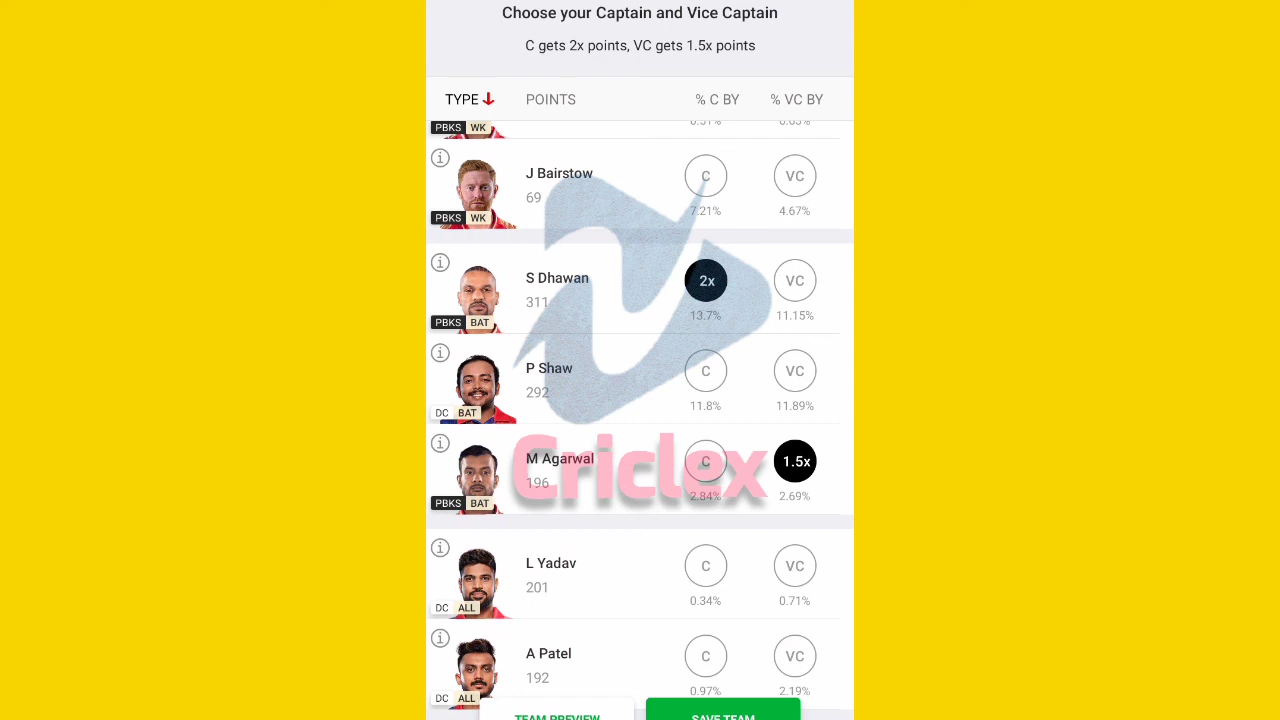 Choose your Captain and Vice Captain
C gets 2x points, VC gets 1.5x points
TYPE POINTS % C BY % VC BY
PBKS WK
J Bairstow
69
C VC
7.21% 4.67%
PBKS WK
S Dhawan
311
2x VC
13.7% 11.15%
PBKS BAT
P Shaw
292
C VC
11.8% 11.89%
DC BAT
M Agarwal
196
C 1.5x
2.84% 2.69%
PBKS BAT
Criclex
L Yadav
201
C VC
0.34% 0.71%
DC ALL
A Patel
192
C VC
0.97% 2.19%
DC ALL
TEAM PREVIEW SAVE TEAM